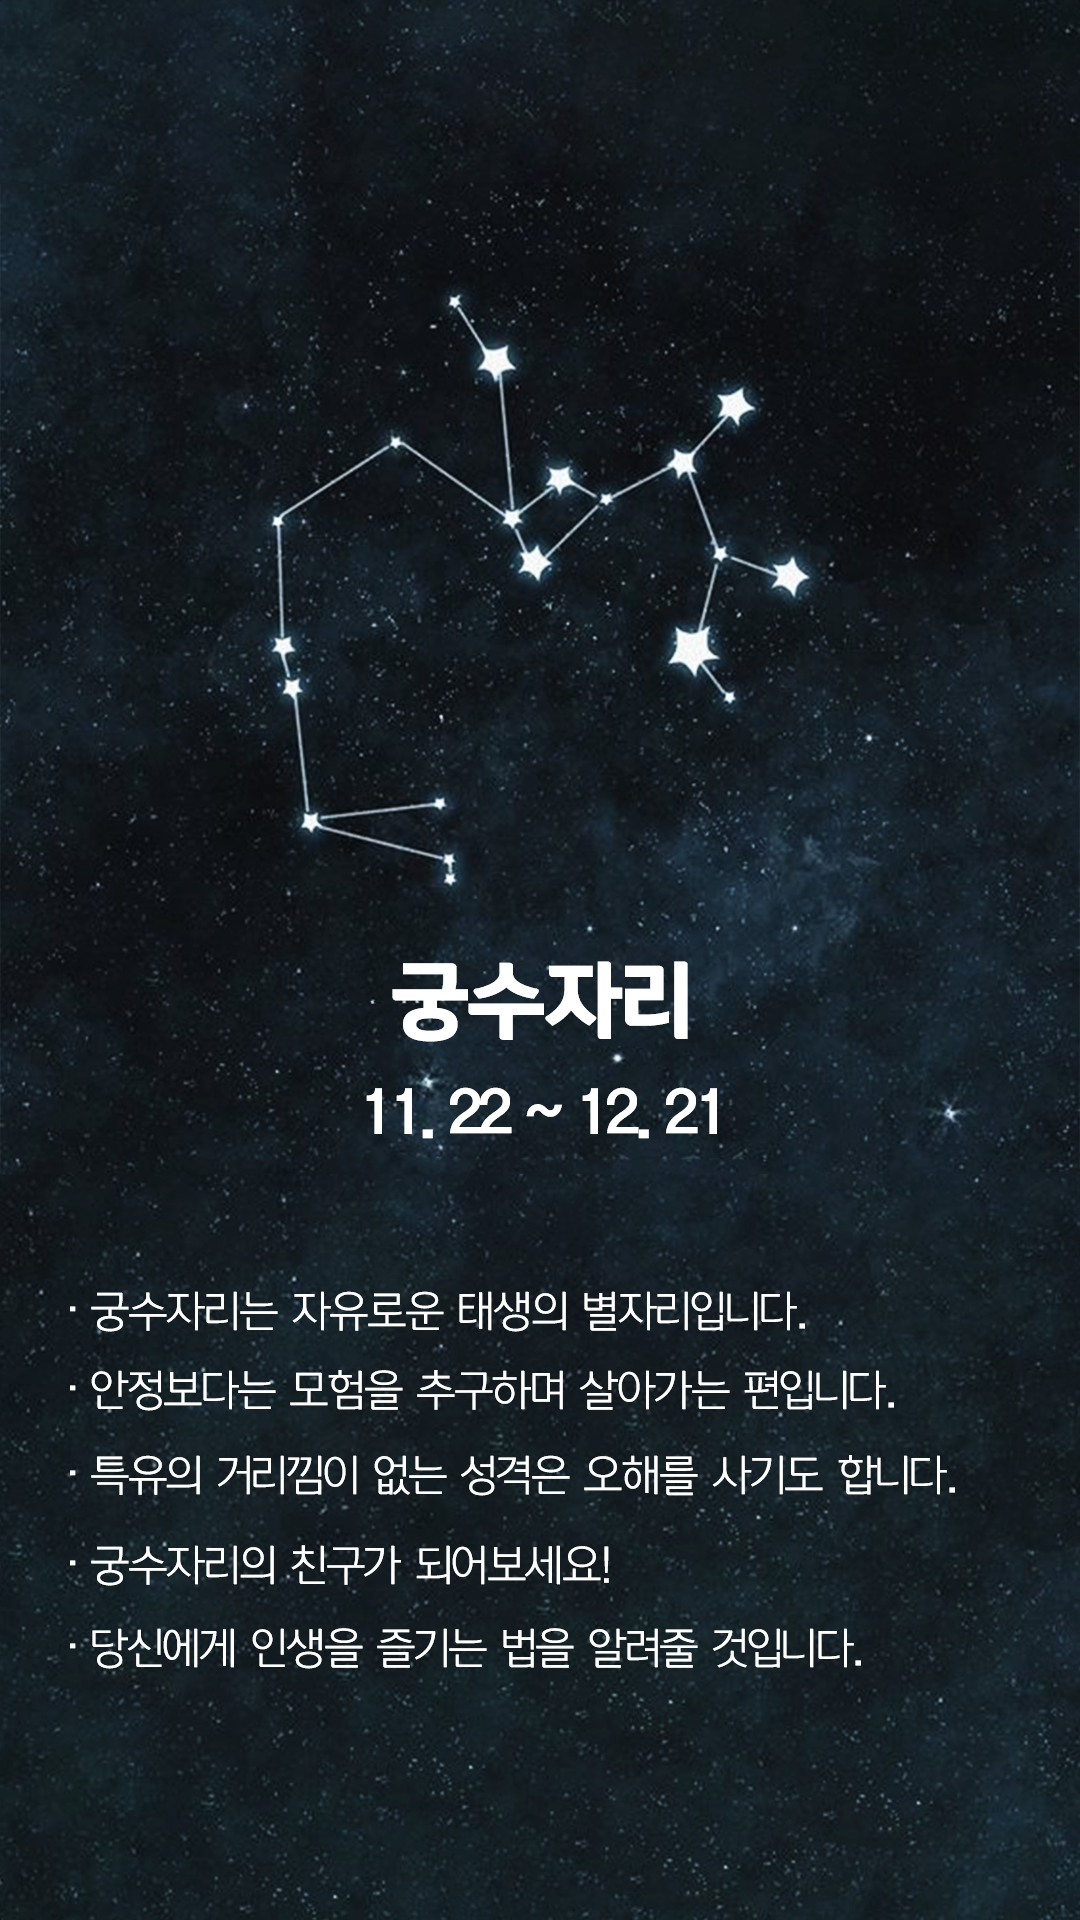 궁수자리
11. 22 ~ 12. 21
· 궁수자리는 자유로운 태생의 별자리입니다.
· 안정보다는 모험을 추구하며 살아가는 편입니다.
· 특유의 거리낌이 없는 성격은 오해를 사기도 합니다.
· 궁수자리의 친구가 되어보세요!
· 당신에게 인생을 즐기는 법을 알려줄 것입니다.